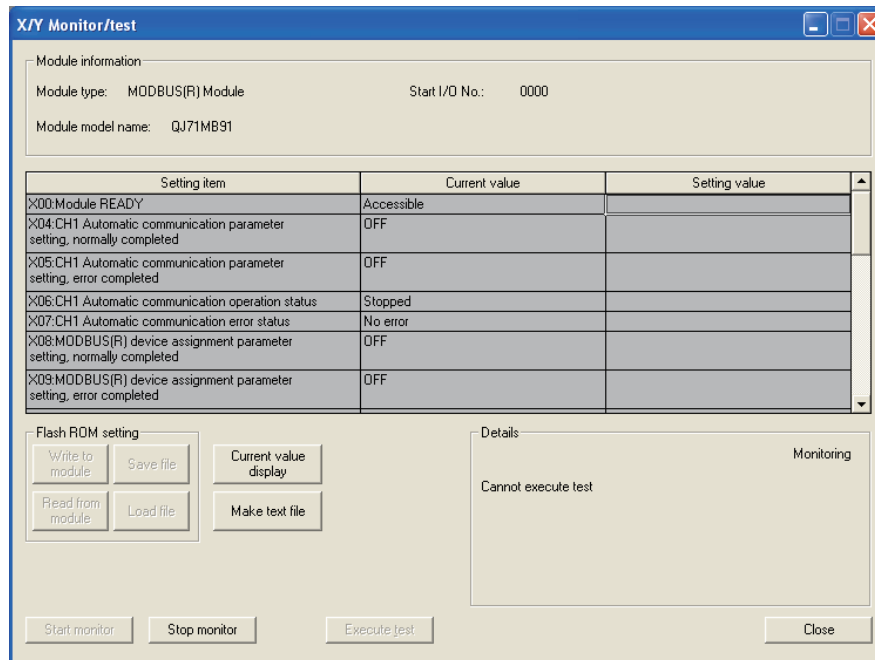 X/Y Monitor/test
Module information
Module type: MODBUS(R) Module Start I/O No.: 0000
Module model name: QJ71MB91
Setting item Current value Setting value
X00:Module READY Accessible
X04:CH1 Automatic communication parameter OFF
setting, normally completed
X05:CH1 Automatic communication parameter OFF
setting, error completed
X06:CH1 Automatic communication operation status Stopped
X07:CH1 Automatic communication error status No error
X08:MODBUS(R) device assignment parameter OFF
setting, normally completed
X09:MODBUS(R) device assignment parameter OFF
setting, error completed
Flash ROM setting
Write to
module
Save file
Current value
display
Read from
module
Load file
Make text file
Details
Monitoring
Cannot execute test
Start monitor Stop monitor Execute test Close